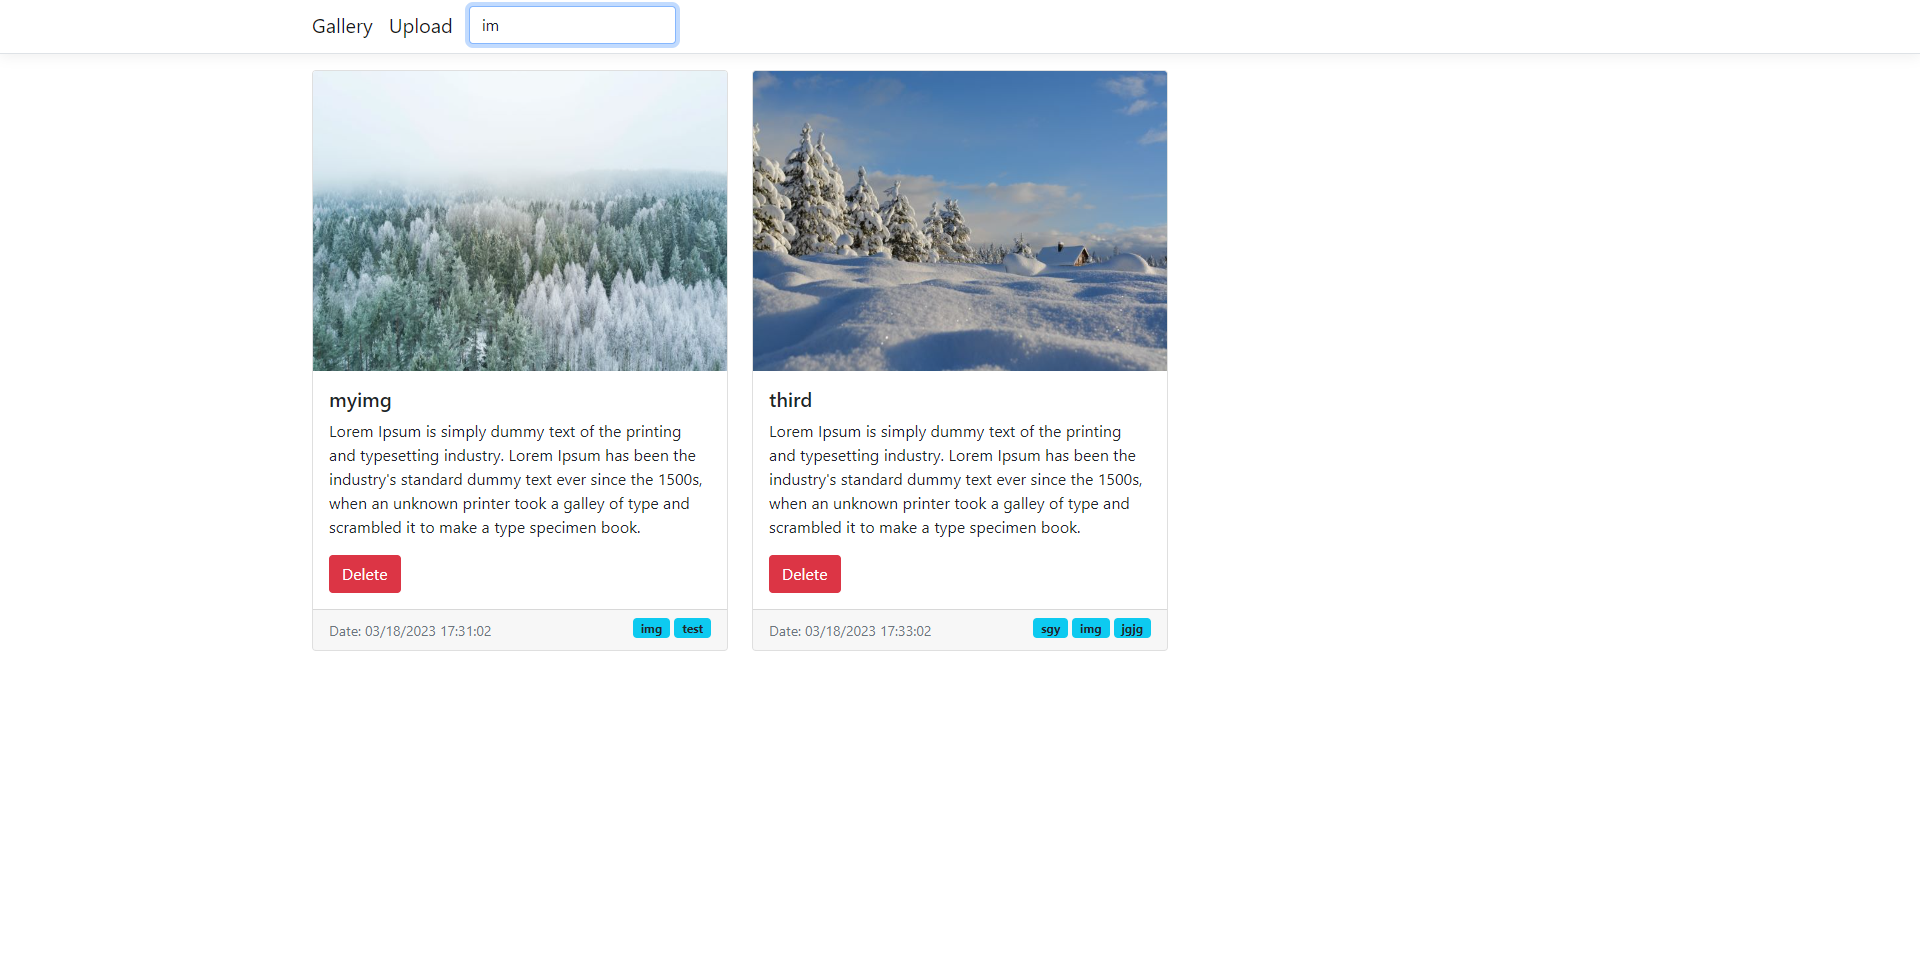 Gallery Upload im
myimg
Lorem Ipsum is simply dummy text of the printing
and typesetting industry. Lorem Ipsum has been the
industry's standard dummy text ever since the 1500s,
when an unknown printer took a galley of type and
scrambled it to make a type specimen book.
Delete
Date: 03/18/2023 17:31:02 img test
third
Lorem Ipsum is simply dummy text of the printing
and typesetting industry. Lorem Ipsum has been the
industry's standard dummy text ever since the 1500s,
when an unknown printer took a galley of type and
scrambled it to make a type specimen book.
Delete
Date: 03/18/2023 17:33:02 sgy img jgjg